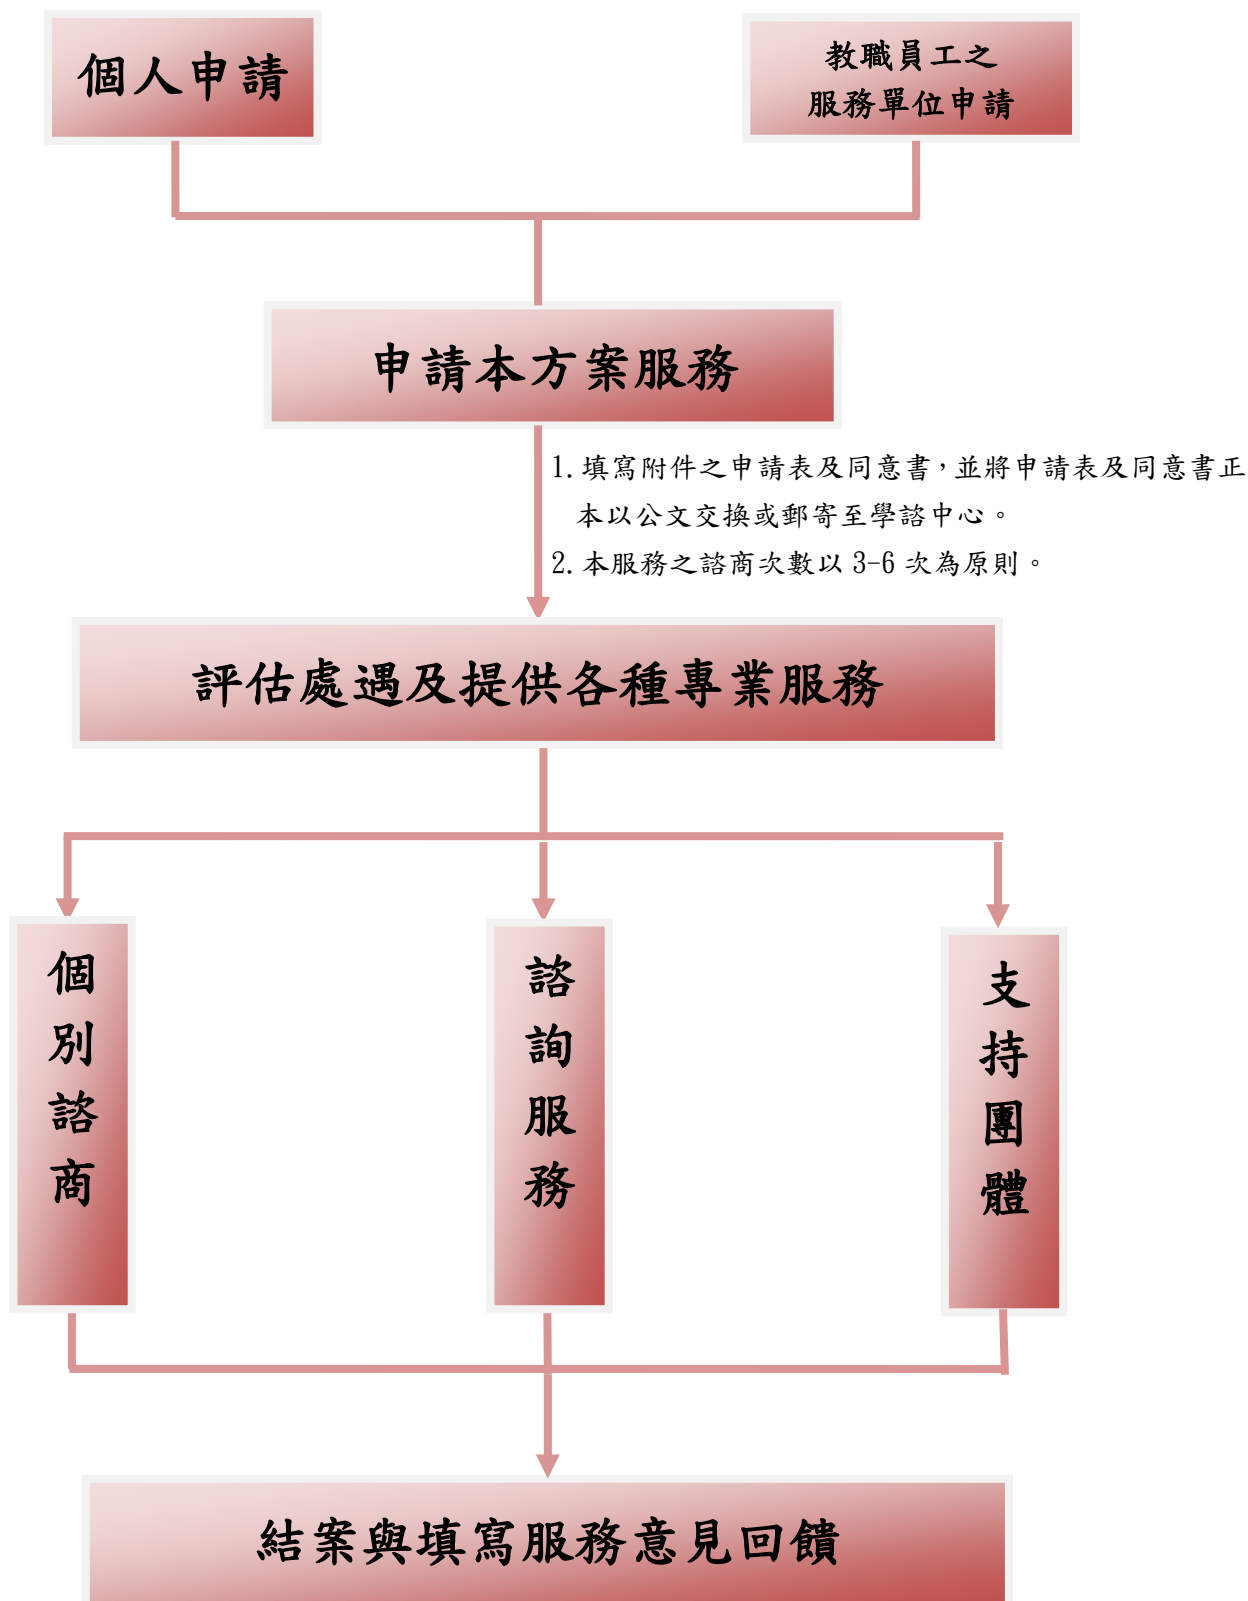 個人申請
教職員工之
服務單位申請
申請本方案服務
1.填寫附件之申請表及同意書，並將申請表及同意書正
本以公文交換或郵寄至學諮中心。
2.本服務之諮商次數以 3-6 次為原則。
評估處遇及提供各種專業服務
個別諮商
諮詢服務
支持團體
結案與填寫服務意見回饋